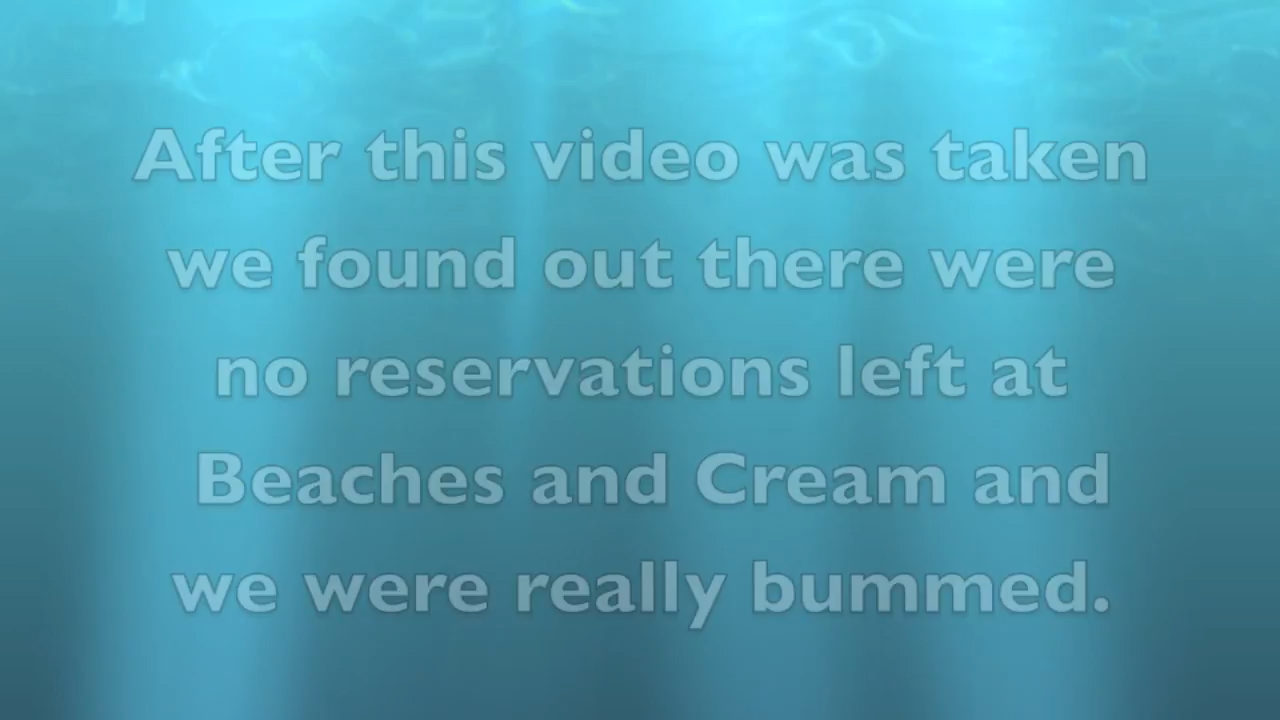 After this video was taken
we found out there were
no reservations left at
Beaches and Cream and
we were really bummed.